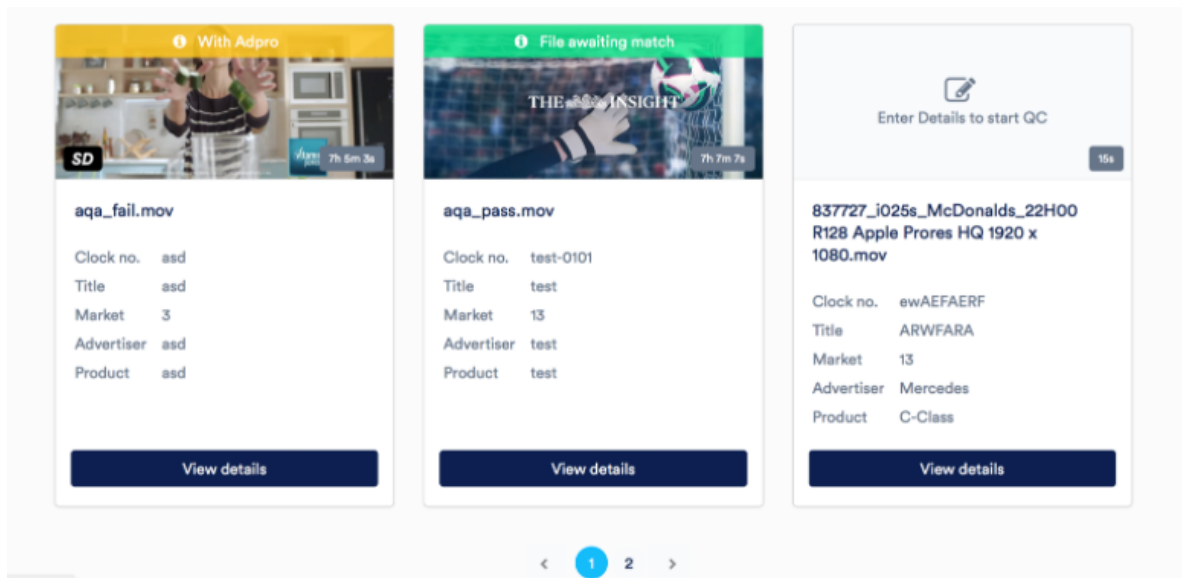 With Adpro
SD
7h 5m 3s
aqa_fail.mov
Clock no. asd
Title asd
Market 3
Advertiser asd
Product asd
View details
File awaiting match
THE INSIGHT
7h 7m 7s
aqa_pass.mov
Clock no. test-0101
Title test
Market 13
Advertiser test
Product test
View details
Enter Details to start QC
15s
837727_i025s_McDonalds_22H00
R128 Apple Prores HQ 1920 x
1080.mov
Clock no. ewAEFAERF
Title ARWFARA
Market 13
Advertiser Mercedes
Product C-Class
View details
< 1 2 >